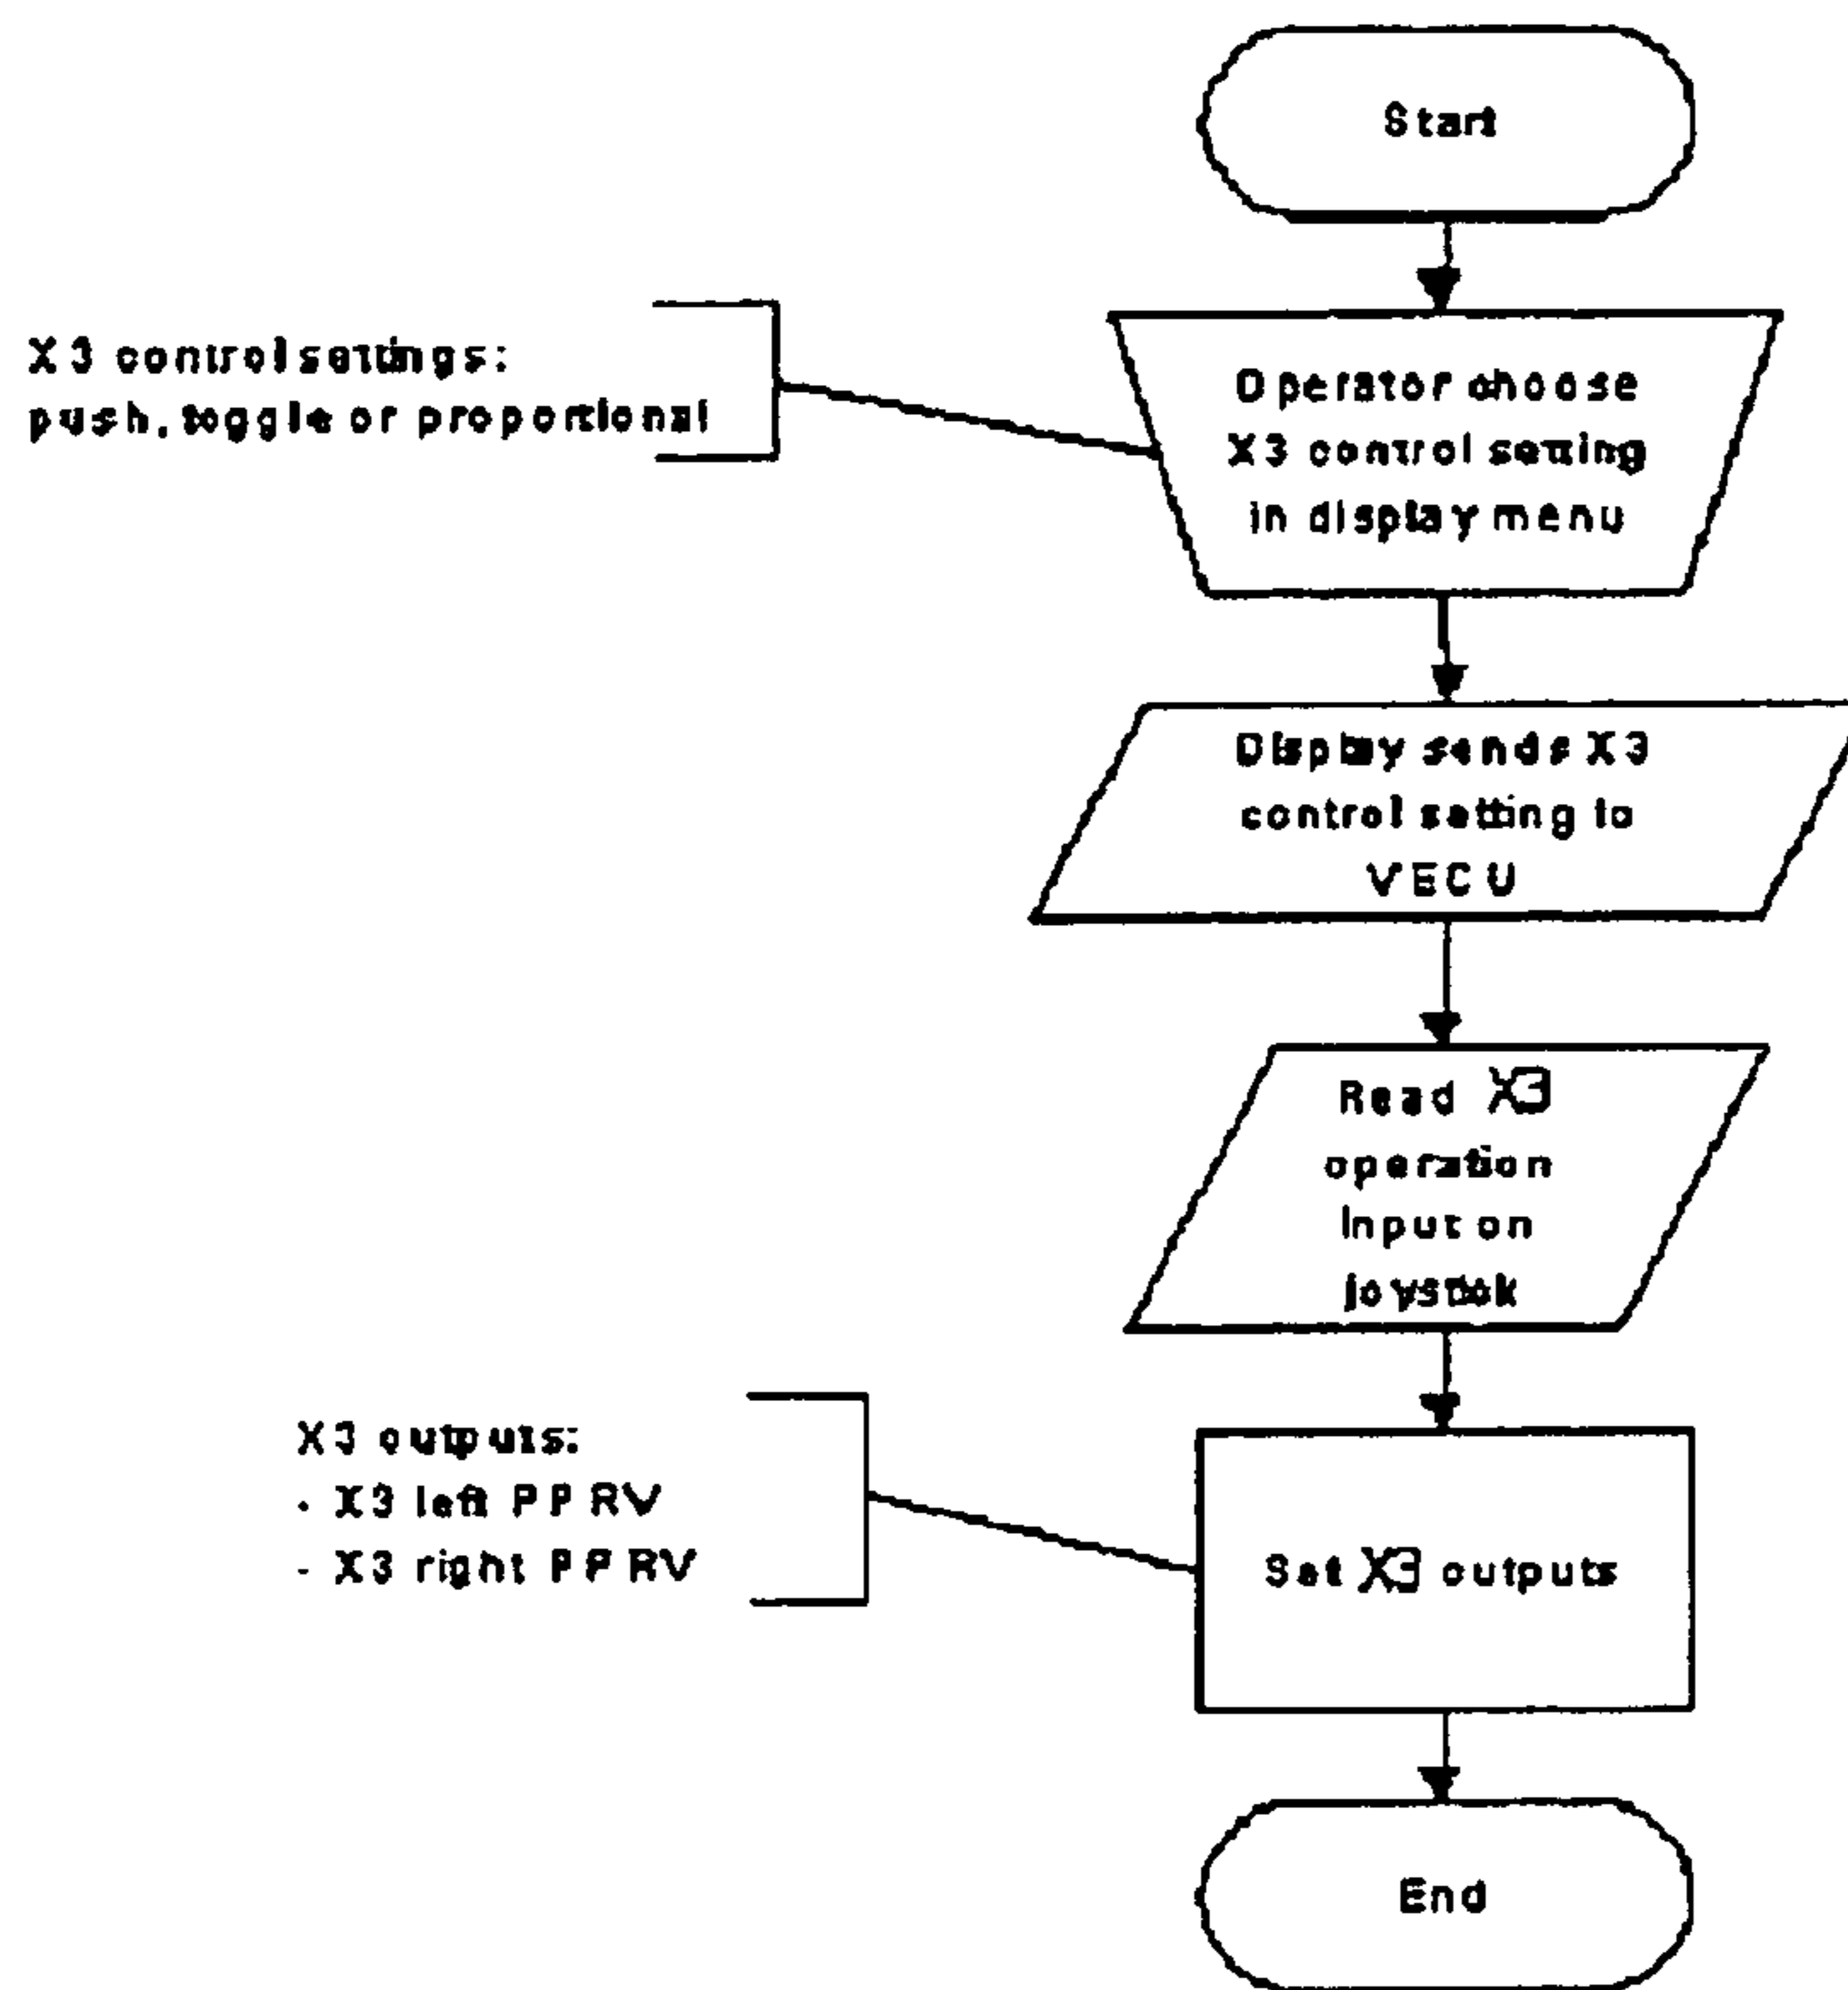 Start
X3 control settings:
push, toggle or proportional
Operator choose
X3 control setting
in display menu
Display sends X3
control setting to
VECU
Read X3
operation
Input on
joystick
X3 outputs:
- X3 left PPRV
- X3 right PPRV
Set X3 outputs
End